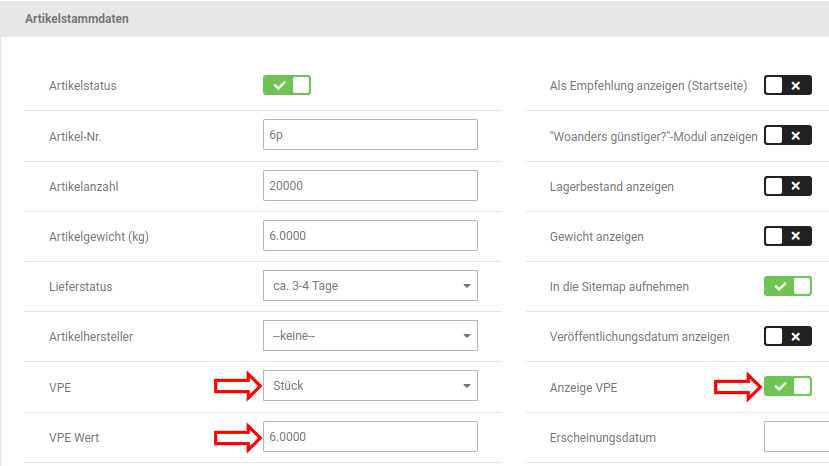 Artikelstammdaten
Artikelstatus
Als Empfehlung anzeigen (Startseite)
Artikel-Nr.
6p
"Woanders günstiger?"-Modul anzeigen
Artikelanzahl
20000
Lagerbestand anzeigen
Artikelgewicht (kg)
6.0000
Gewicht anzeigen
Lieferstatus
ca. 3-4 Tage
In die Sitemap aufnehmen
Artikelhersteller
--keine--
Veröffentlichungsdatum anzeigen
VPE
Stück
Anzeige VPE
VPE Wert
6.0000
Erscheinungsdatum